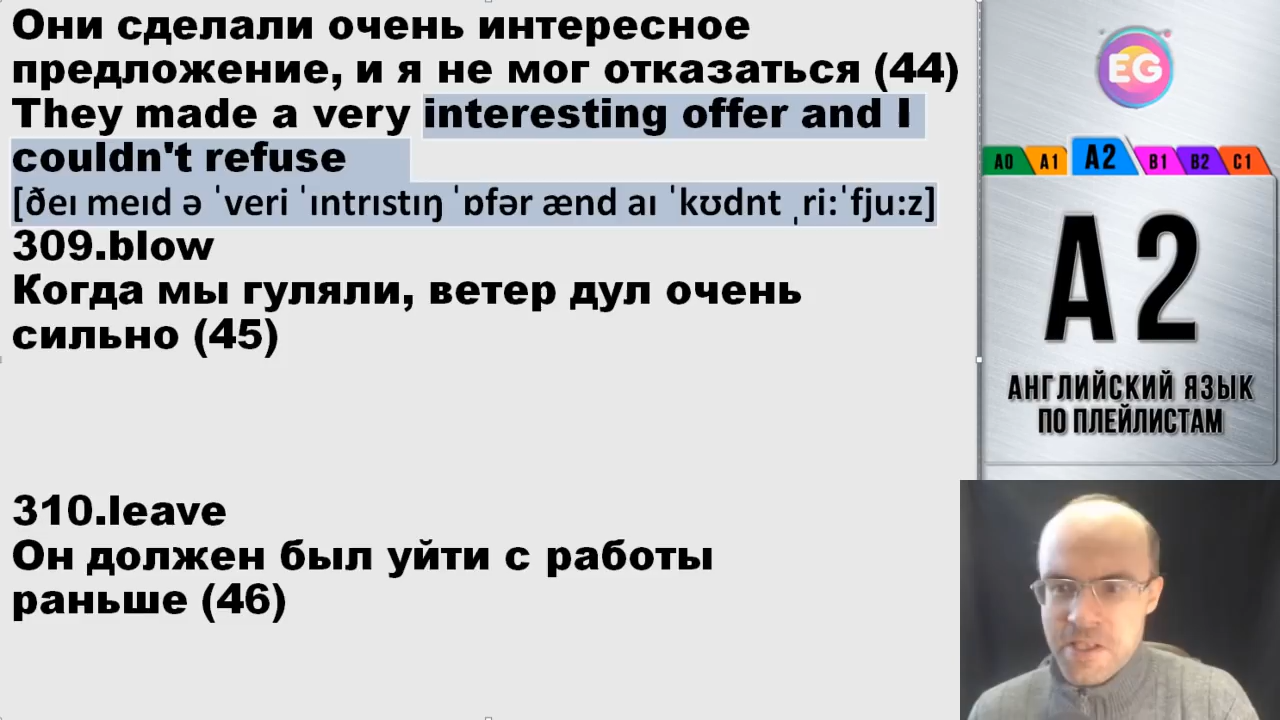 Они сделали очень интересное
предложение, и я не мог отказаться (44)
They made a very interesting offer and I
couldn't refuse
[ðeɪ meɪd ə ˈveri ˈɪntrɪstɪŋ ˈɒfər ænd aɪ ˈkʊdnt ˌriːˈfjuːz]
309.blow
Когда мы гуляли, ветер дул очень
сильно (45)
310.leave
Он должен был уйти с работы
раньше (46)
EG
A0 A1 A2 B1 B2 C1
A2
АНГЛИЙСКИЙ ЯЗЫК
ПО ПЛЕЙЛИСТАМ